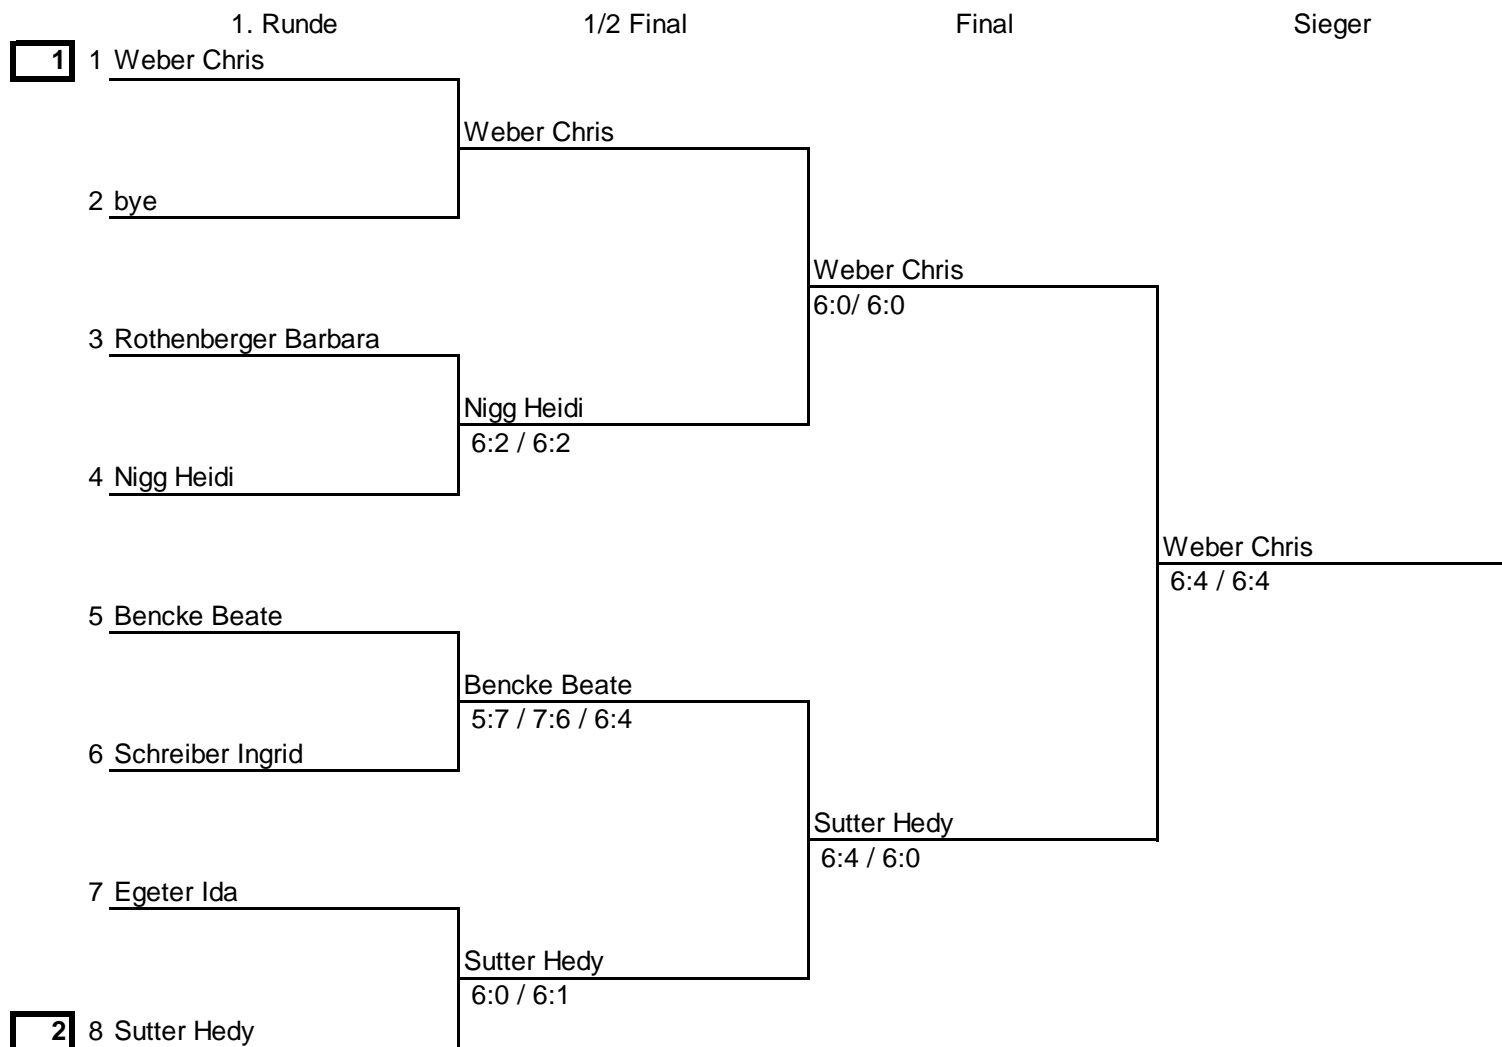 1. Runde 1/2 Final Final Sieger
1 1 Weber Chris
Weber Chris
2 bye
Weber Chris
6:0/ 6:0
3 Rothenberger Barbara
Nigg Heidi
6:2 / 6:2
4 Nigg Heidi
Weber Chris
6:4 / 6:4
5 Bencke Beate
Bencke Beate
5:7 / 7:6 / 6:4
6 Schreiber Ingrid
Sutter Hedy
6:4 / 6:0
7 Egeter Ida
Sutter Hedy
6:0 / 6:1
2 8 Sutter Hedy